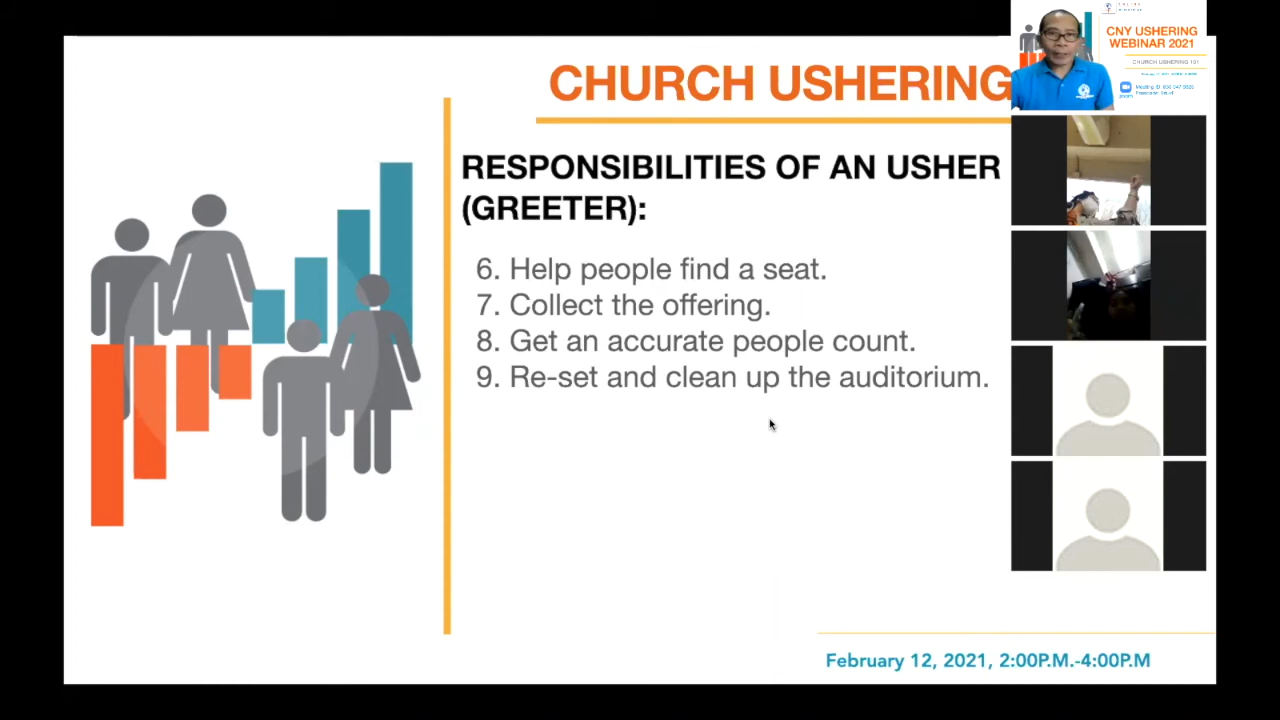 CHURCH USHERING
RESPONSIBILITIES OF AN USHER
(GREETER):
6. Help people find a seat.
7. Collect the offering.
8. Get an accurate people count.
9. Re-set and clean up the auditorium.
February 12, 2021, 2:00P.M.-4:00P.M
CNY USHERING
WEBINAR 2021
CHURCH USHERING 101
zoom